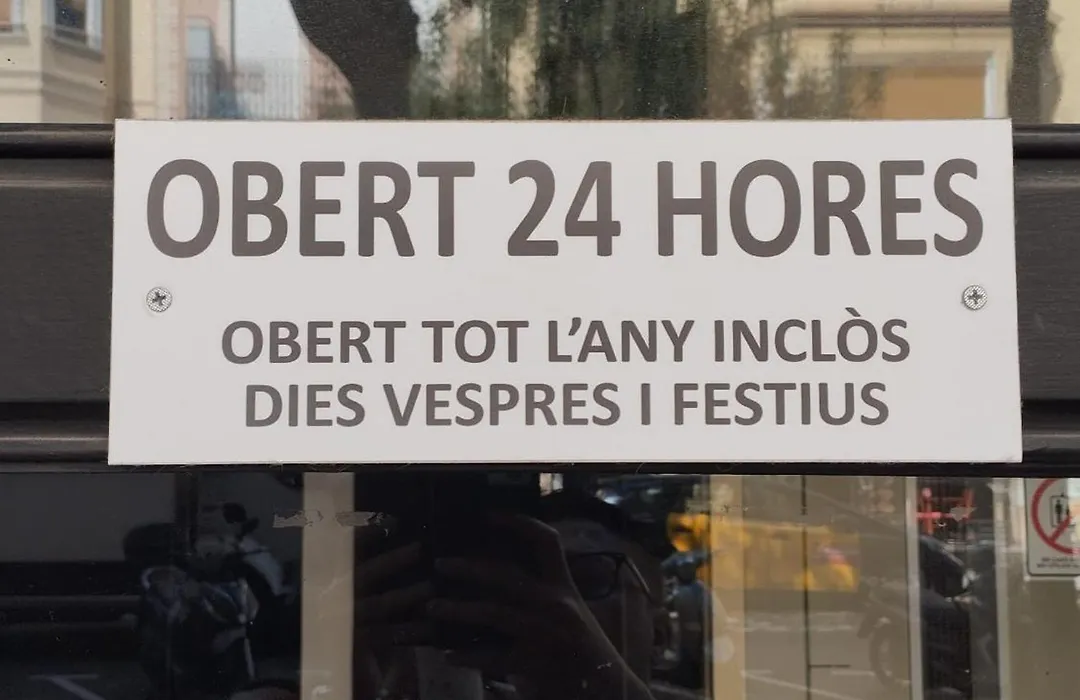 OBERT 24 HORES
OBERT TOT L’ANY INCLÒS
DIES VESPRES I FESTIUS